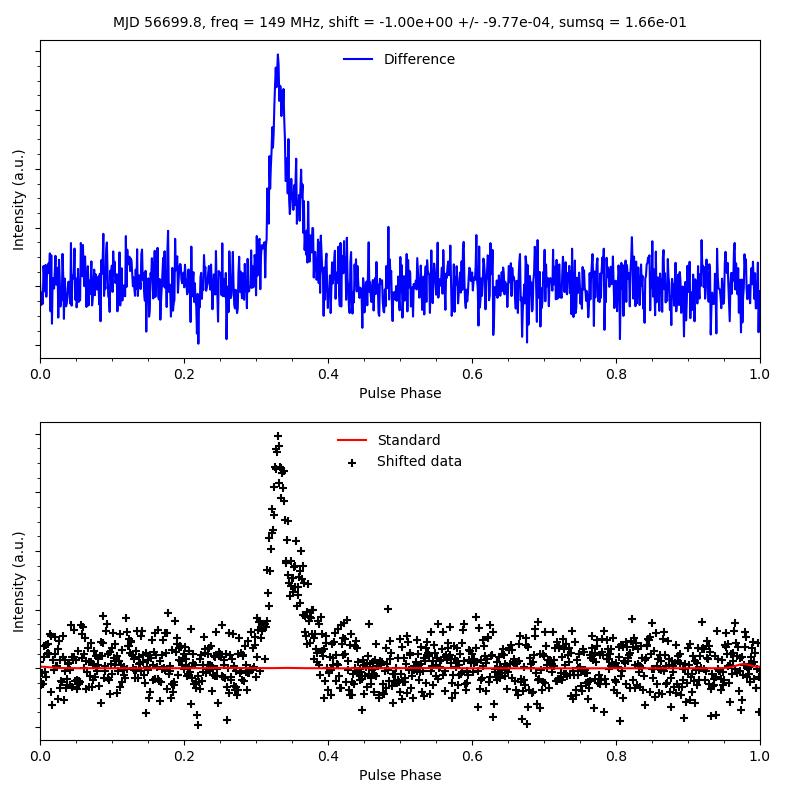 MJD 56699.8, freq = 149 MHz, shift = -1.00e+00 +/- -9.77e-04, sumsq = 1.66e-01
Difference
Intensity (a.u.)
0.0 0.2 0.4 0.6 0.8 1.0
Pulse Phase
Standard
Shifted data
Intensity (a.u.)
0.0 0.2 0.4 0.6 0.8 1.0
Pulse Phase